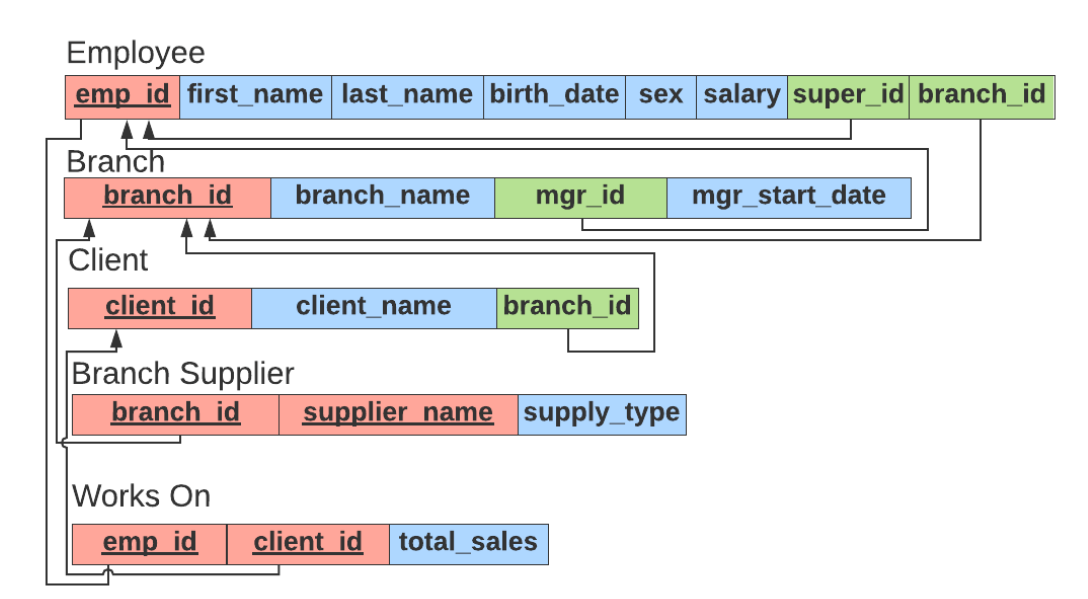 Employee
emp_id first_name last_name birth_date sex salary super_id branch_id
Branch
branch_id branch_name mgr_id mgr_start_date
Client
client_id client_name branch_id
Branch Supplier
branch_id supplier_name supply_type
Works On
emp_id client_id total_sales